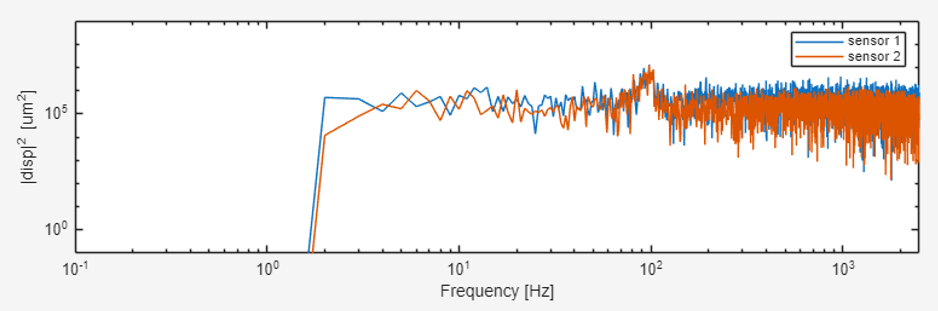 sensor 1
sensor 2
|disp|² [um²]
10⁵
10⁰
10⁻¹ 10⁰ 10¹ 10² 10³
Frequency [Hz]